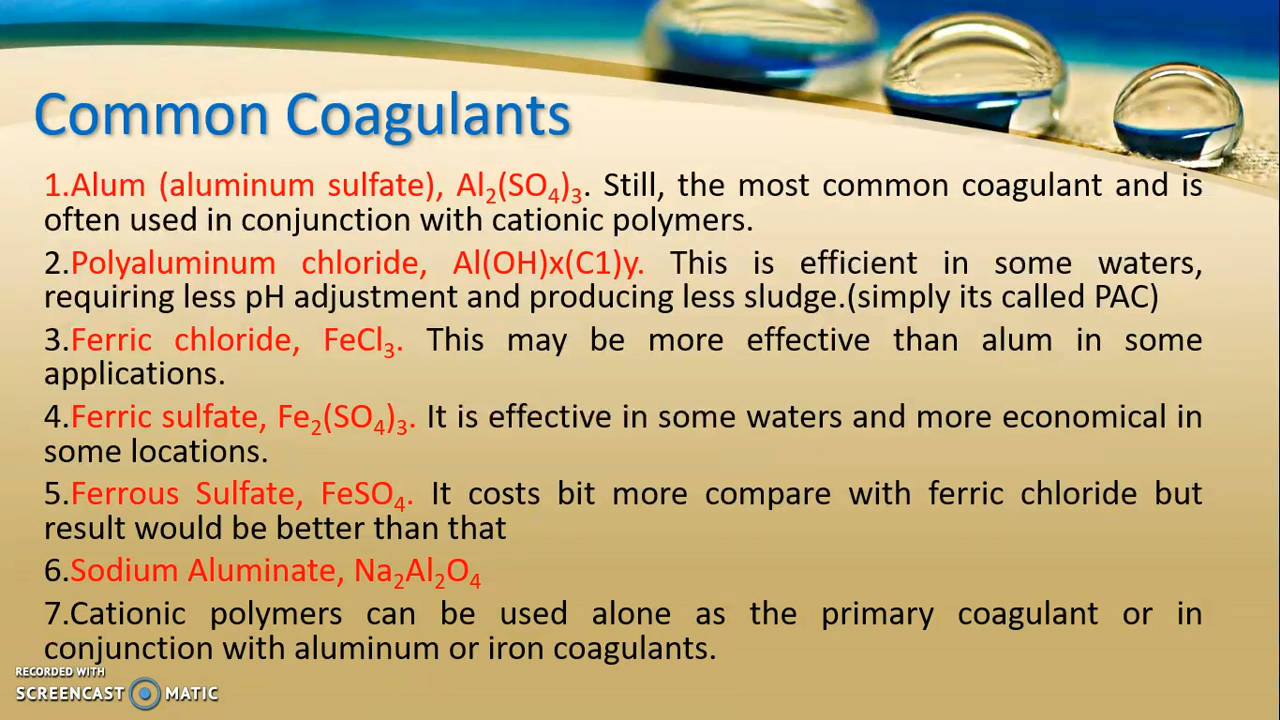 Common Coagulants
1.Alum (aluminum sulfate), Al₂(SO₄)₃. Still, the most common coagulant and is
often used in conjunction with cationic polymers.
2.Polyaluminum chloride, Al(OH)x(C1)y. This is efficient in some waters,
requiring less pH adjustment and producing less sludge.(simply its called PAC)
3.Ferric chloride, FeCl₃. This may be more effective than alum in some
applications.
4.Ferric sulfate, Fe₂(SO₄)₃. It is effective in some waters and more economical in
some locations.
5.Ferrous Sulfate, FeSO₄. It costs bit more compare with ferric chloride but
result would be better than that
6.Sodium Aluminate, Na₂Al₂O₄
7.Cationic polymers can be used alone as the primary coagulant or in
conjunction with aluminum or iron coagulants.
RECORDED WITH
SCREENCAST MATIC